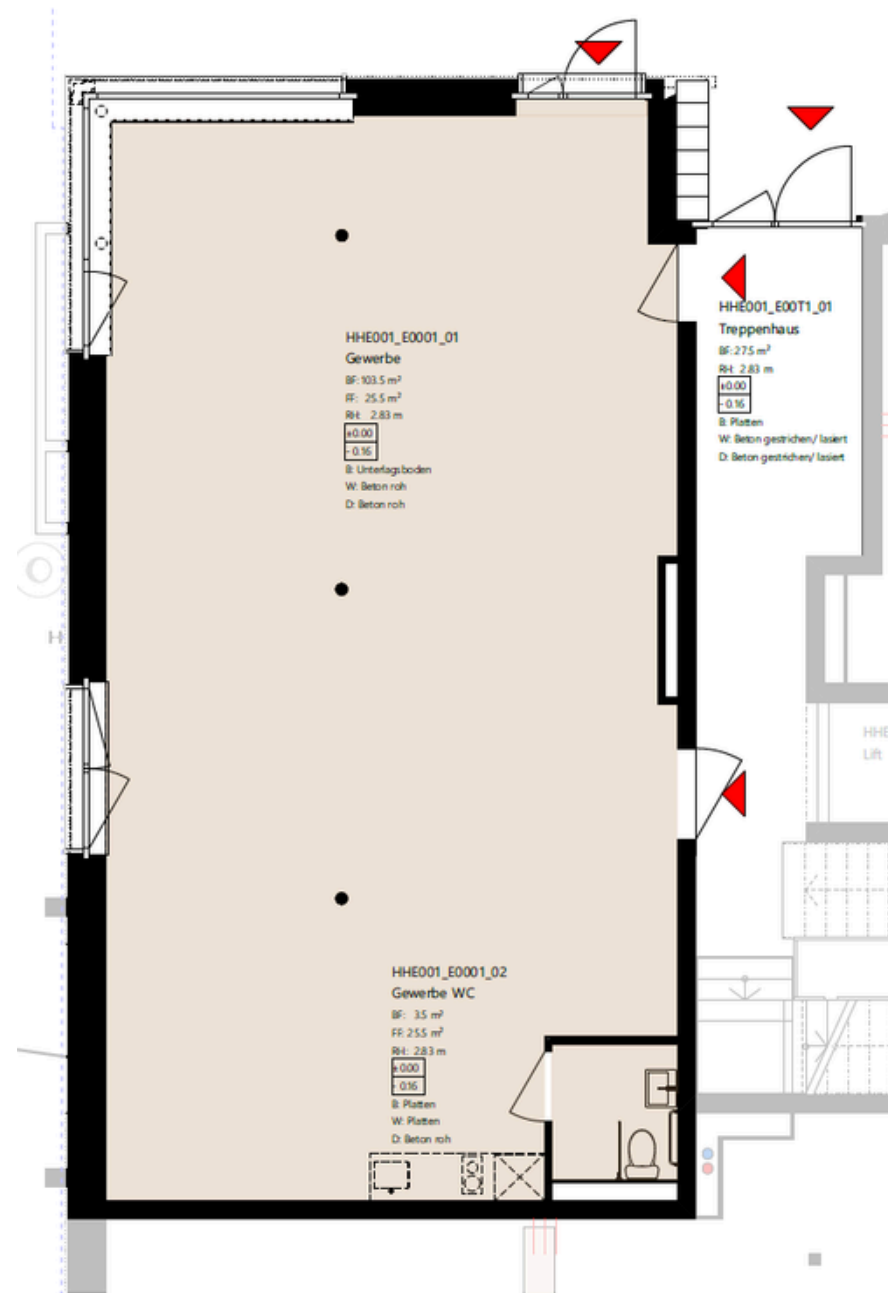 HHE001_E0001_01
Gewerbe
BF: 103.5 m²
FF: 25.5 m²
RH: 2.83 m
±0.00
- 0.16
B: Unterlagsboden
W: Beton roh
D: Beton roh
HHE001_E00T1_01
Treppenhaus
BF: 27.5 m²
RH: 2.83 m
±0.00
- 0.16
B: Platten
W: Beton gestrichen/ lasiert
D: Beton gestrichen/ lasiert
HHE
Lift
HHE001_E0001_02
Gewerbe WC
BF: 3.5 m²
FF: 25.5 m²
RH: 2.83 m
±0.00
- 0.16
B: Platten
W: Platten
D: Beton roh